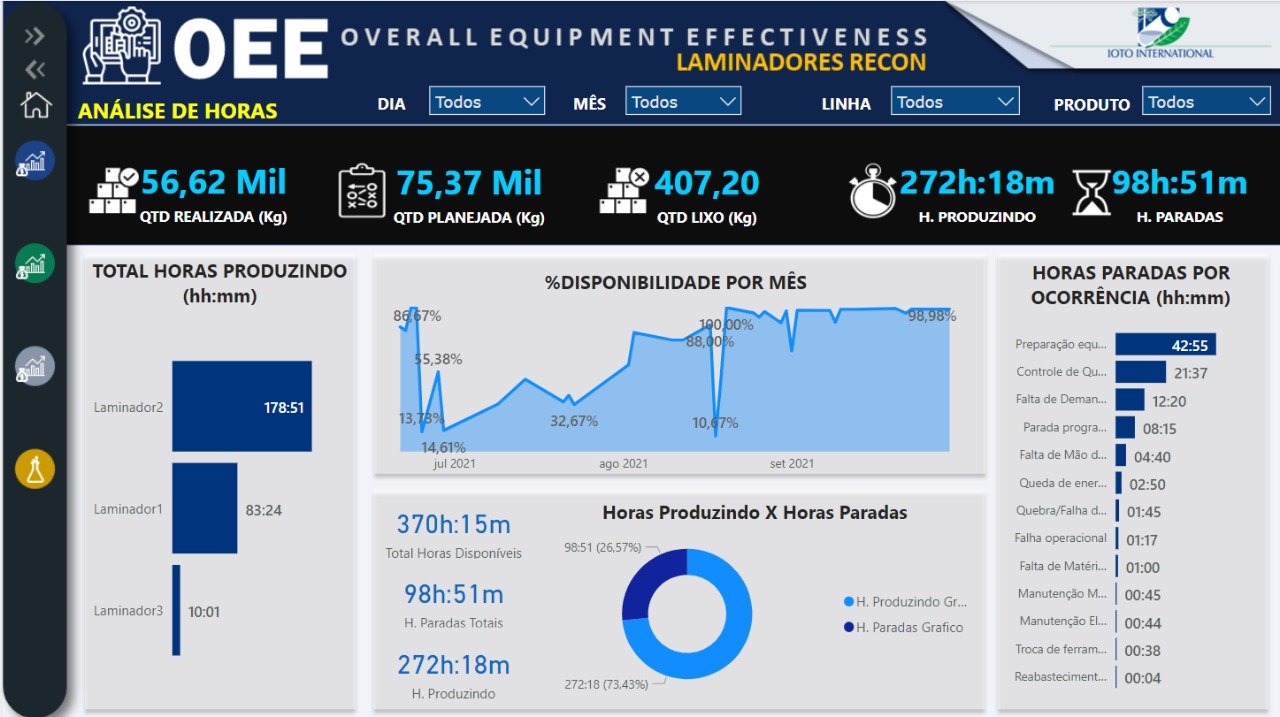 OEE
OVERALL EQUIPMENT EFFECTIVENESS
LAMINADORES RECON
IOTO INTERNATIONAL
ANÁLISE DE HORAS
DIA Todos
MÊS Todos
LINHA Todos
PRODUTO Todos
56,62 Mil
QTD REALIZADA (Kg)
75,37 Mil
QTD PLANEJADA (Kg)
407,20
QTD LIXO (Kg)
272h:18m
H. PRODUZINDO
98h:51m
H. PARADAS
TOTAL HORAS PRODUZINDO
(hh:mm)
Laminador2 178:51
Laminador1 83:24
Laminador3 10:01
%DISPONIBILIDADE POR MÊS
86,67%
55,38%
13,78%
14,61%
32,67%
88,00%
100,00%
10,67%
98,98%
jul 2021
ago 2021
set 2021
370h:15m
Total Horas Disponíveis
98h:51m
H. Paradas Totais
272h:18m
H. Produzindo
Horas Produzindo X Horas Paradas
98:51 (26,57%)
272:18 (73,43%)
H. Produzindo Gr...
H. Paradas Grafico
HORAS PARADAS POR
OCORRÊNCIA (hh:mm)
Preparação equ... 42:55
Controle de Qu... 21:37
Falta de Deman... 12:20
Parada progra... 08:15
Falta de Mão d... 04:40
Queda de ener... 02:50
Quebra/Falha d... 01:45
Falha operacional 01:17
Falta de Matéri... 01:00
Manutenção M... 00:45
Manutenção El... 00:44
Troca de ferram... 00:38
Reabasteciment... 00:04